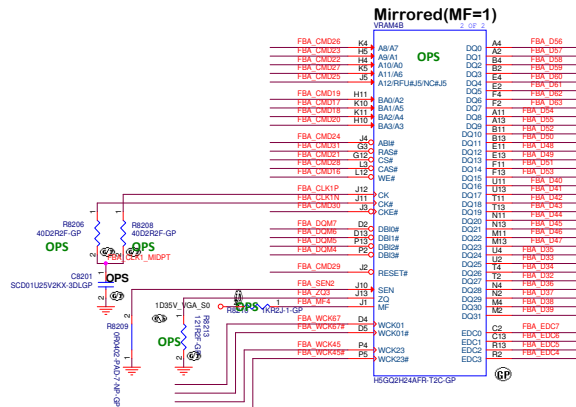 Mirrored(MF=1)
VRAM4B
2 OF 2
OPS
FBA_CMD26 K4 A8/A7 DQ0 A4 FBA_D56
FBA_CMD23 H5 A9/A1 DQ1 A2 FBA_D57
FBA_CMD22 H4 A10/A0 DQ2 B4 FBA_D58
FBA_CMD27 K5 A11/A6 DQ3 B2 FBA_D59
FBA_CMD25 J5 A12/RFU#J5/NC#J5 DQ4 E4 FBA_D60
DQ5 E2 FBA_D61
FBA_CMD19 H11 BA0/A2 DQ6 F4 FBA_D62
FBA_CMD17 K10 BA1/A5 DQ7 F2 FBA_D63
FBA_CMD18 K11 BA2/A4 DQ8 A11 FBA_D54
FBA_CMD20 H10 BA3/A3 DQ9 A13 FBA_D55
DQ10 B11 FBA_D52
FBA_CMD24 J4 ABI# DQ11 B13 FBA_D50
FBA_CMD31 G3 RAS# DQ12 E11 FBA_D48
FBA_CMD21 G12 CS# DQ13 E13 FBA_D49
FBA_CMD28 L3 CAS# DQ14 F11 FBA_D51
FBA_CMD16 L12 WE# DQ15 F13 FBA_D53
DQ16 U11 FBA_D40
FBA_CLK1P J12 CK DQ17 U13 FBA_D41
FBA_CLK1N J11 CK# DQ18 T11 FBA_D42
FBA_CMD30 J3 CKE# DQ19 T13 FBA_D43
DQ20 N11 FBA_D44
FBA_DQM7 D2 DBI0# DQ21 N13 FBA_D45
FBA_DQM6 D13 DBI1# DQ22 M11 FBA_D46
FBA_DQM5 P13 DBI2# DQ23 M13 FBA_D47
FBA_DQM4 P2 DBI3# DQ24 U4 FBA_D35
DQ25 U2 FBA_D33
FBA_CMD29 J2 RESET# DQ26 T4 FBA_D34
DQ27 T2 FBA_D32
FBA_SEN2 J10 SEN DQ28 N4 FBA_D36
FBA_ZQ3 J13 ZQ DQ29 N2 FBA_D37
FBA_MF4 J1 MF DQ30 M4 FBA_D38
DQ31 M2 FBA_D39
FBA_WCK67 D4 WCK01 EDC0 C2 FBA_EDC7
FBA_WCK67# D5 WCK01# EDC1 C13 FBA_EDC6
FBA_WCK45 P4 WCK23 EDC2 R13 FBA_EDC5
FBA_WCK45# P5 WCK23# EDC3 R2 FBA_EDC4
H5GQ2H24AFR-T2C-GP
GP
R8206
40D2R2F-GP
OPS
R8208
40D2R2F-GP
OPS
FBA_CLK1_MIDPT
C8201
OPS
SCD01U25V2KX-3DLGP
1D35V_VGA_S0
1KR2J-1-GP
OPS
R8209
121R2F-GP
OPS